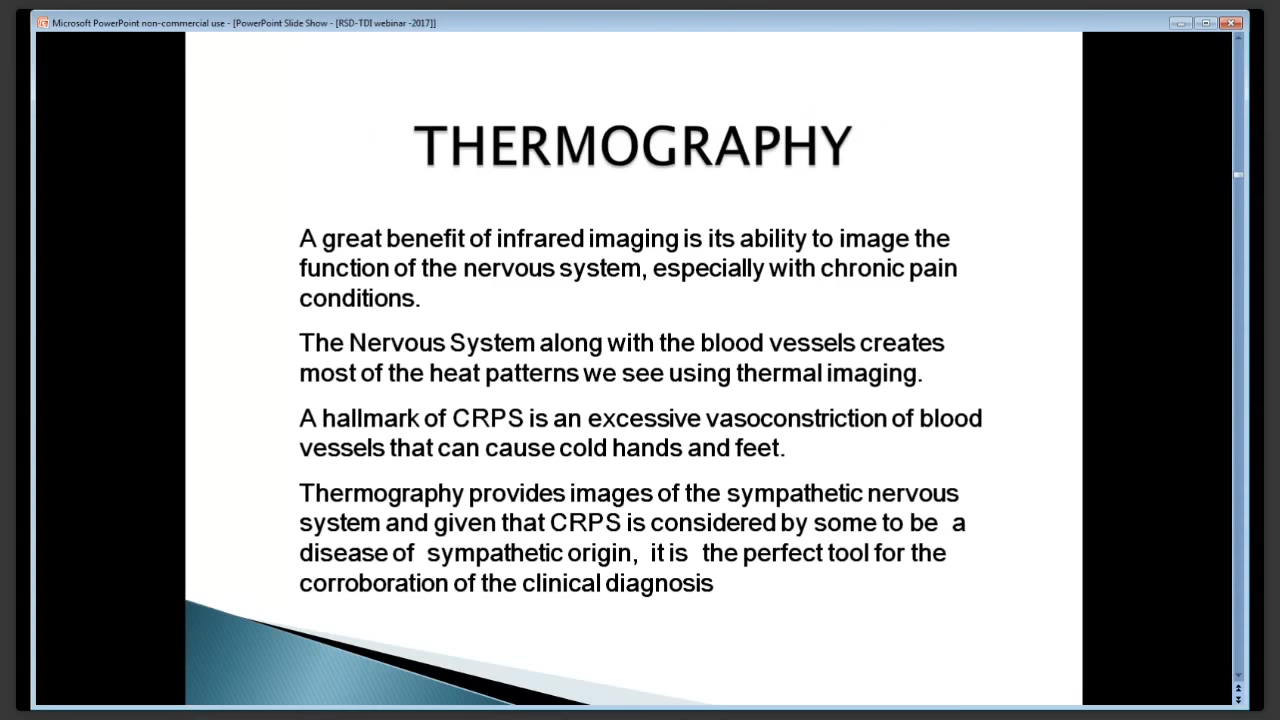 Microsoft PowerPoint non-commercial use - [PowerPoint Slide Show - [RSD-TDI webinar -2017]]
THERMOGRAPHY
A great benefit of infrared imaging is its ability to image the
function of the nervous system, especially with chronic pain
conditions.
The Nervous System along with the blood vessels creates
most of the heat patterns we see using thermal imaging.
A hallmark of CRPS is an excessive vasoconstriction of blood
vessels that can cause cold hands and feet.
Thermography provides images of the sympathetic nervous
system and given that CRPS is considered by some to be a
disease of sympathetic origin, it is the perfect tool for the
corroboration of the clinical diagnosis